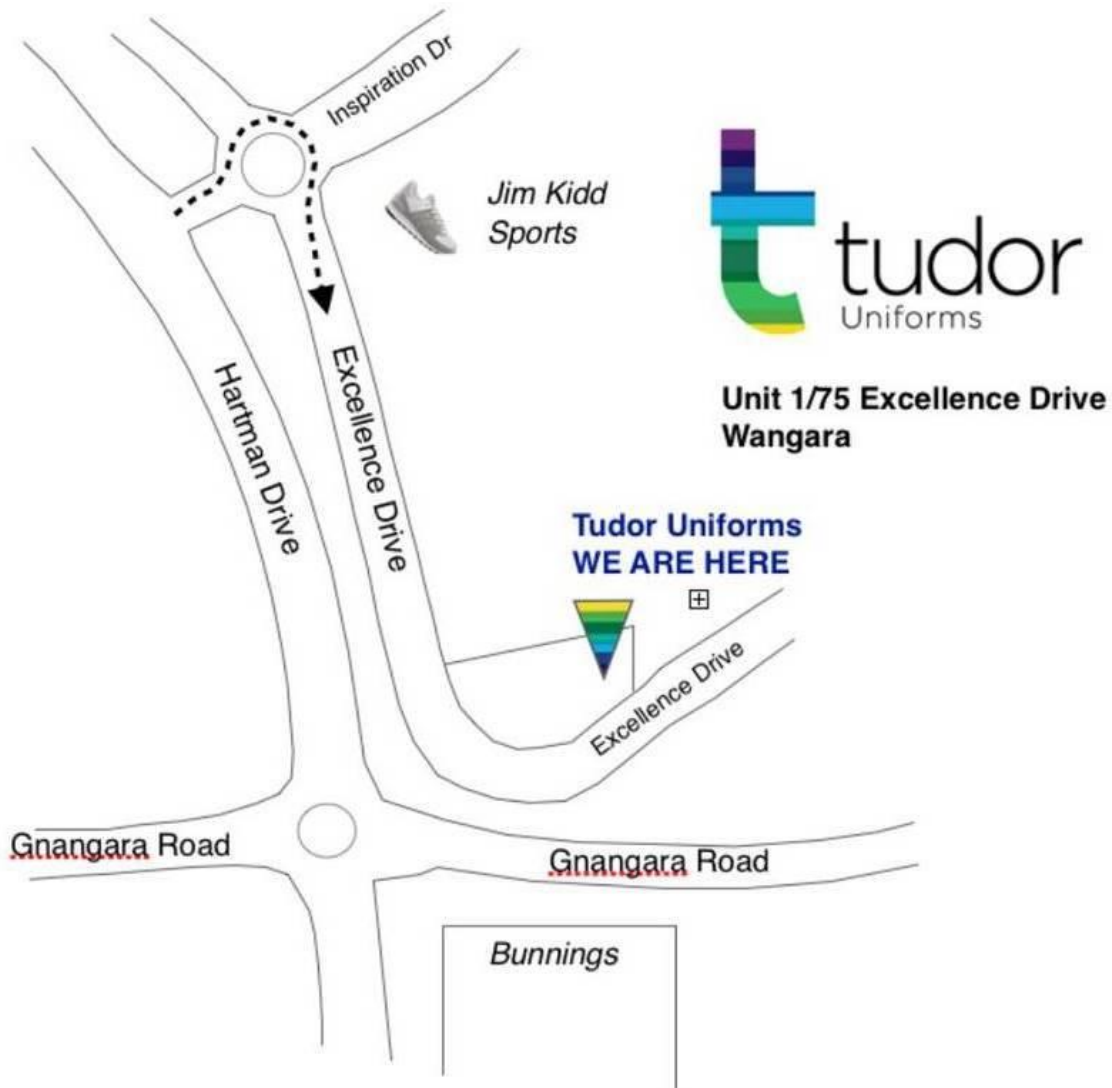 Inspiration Dr
Jim Kidd
Sports
tudor
Uniforms
Unit 1/75 Excellence Drive
Wangara
Hartman Drive
Excellence Drive
Tudor Uniforms
WE ARE HERE
Excellence Drive
Gnangara Road
Gnangara Road
Bunnings